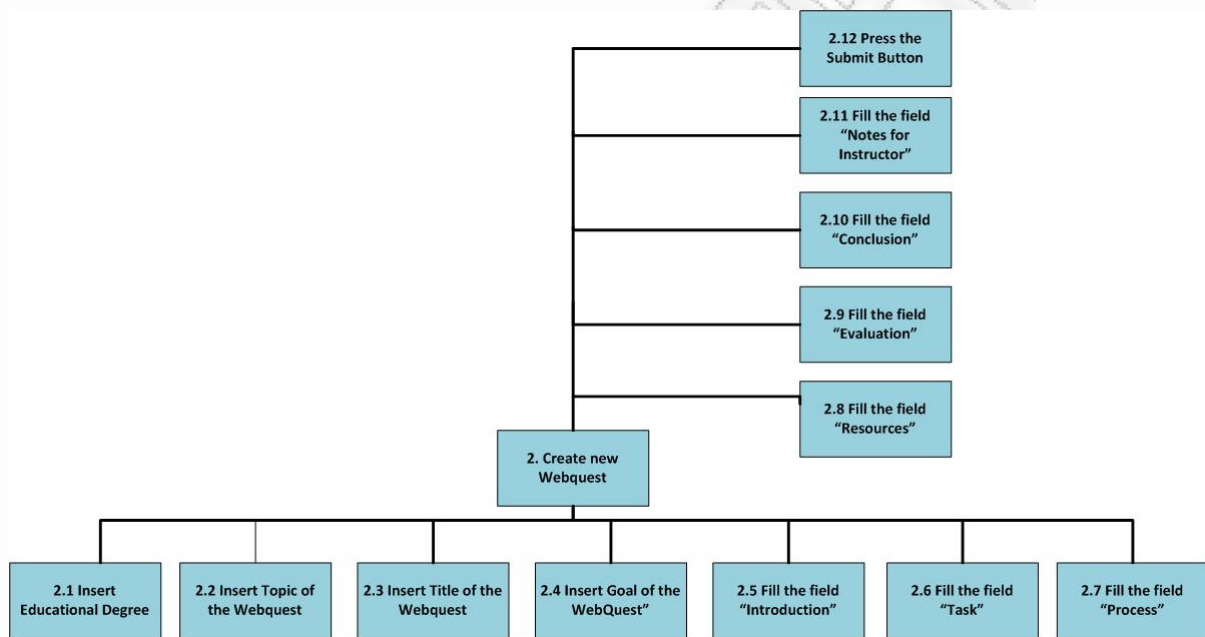 2.12 Press the
Submit Button
2.11 Fill the field
“Notes for
Instructor”
2.10 Fill the field
“Conclusion”
2.9 Fill the field
“Evaluation”
2.8 Fill the field
“Resources”
2. Create new
Webquest
2.1 Insert
Educational Degree
2.2 Insert Topic of
the Webquest
2.3 Insert Title of the
Webquest
2.4 Insert Goal of the
WebQuest”
2.5 Fill the field
“Introduction”
2.6 Fill the field
“Task”
2.7 Fill the field
“Process”